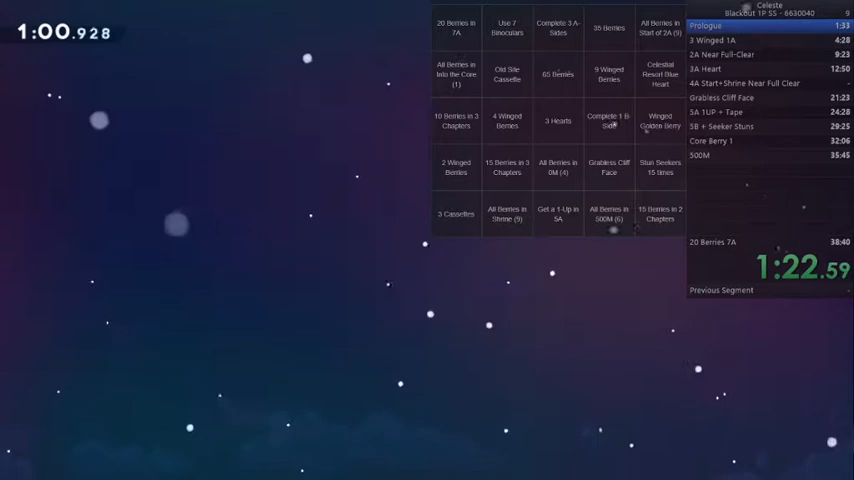 1:00.928
20 Berries in
7A
Use 7
Binoculars
Complete 3 A-
Sides
35 Berries
All Berries in
Start of 2A (9)
All Berries in
Into the Core
(1)
Old Site
Cassette
65 Berries
9 Winged
Berries
Celestial
Resort Blue
Heart
10 Berries in 3
Chapters
4 Winged
Berries
3 Hearts
Complete 1 B-
Side
Winged
Golden Berry
2 Winged
Berries
15 Berries in 3
Chapters
All Berries in
0M (4)
Grabless Cliff
Face
Stun Seekers
15 times
3 Cassettes
All Berries in
Shrine (9)
Get a 1-Up in
5A
All Berries in
500M (6)
15 Berries in 2
Chapters
Celeste
Blackout 1P SS - 6630040 9
Prologue 1:33
3 Winged 1A 4:28
2A Near Full-Clear 9:23
3A Heart 12:50
4A Start+Shrine Near Full Clear -
Grabless Cliff Face 21:23
5A 1UP + Tape 24:28
5B + Seeker Stuns 29:25
Core Berry 1 32:06
500M 35:45
20 Berries 7A 38:40
1:22.59
Previous Segment -